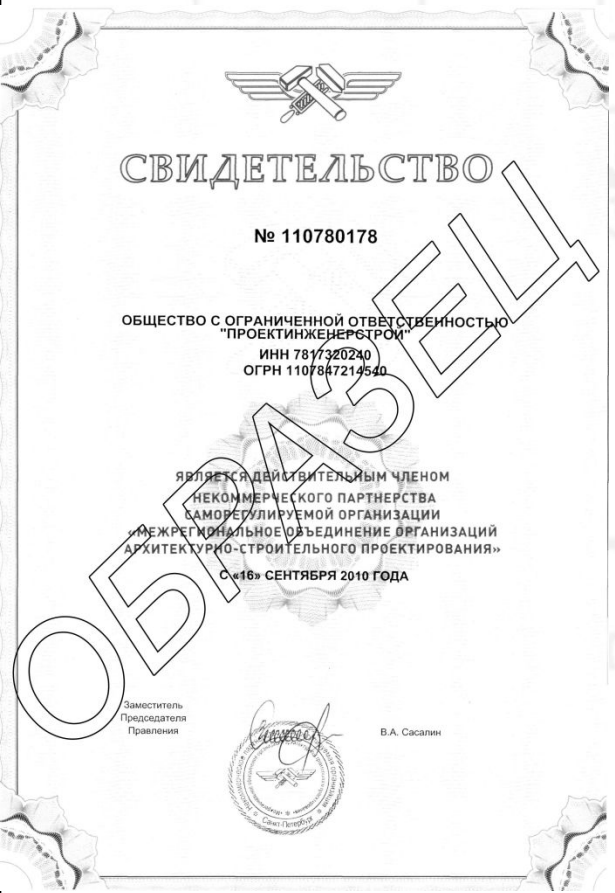 СВИДЕТЕЛЬСТВО
№ 110780178
ОБЩЕСТВО С ОГРАНИЧЕННОЙ ОТВЕТСТВЕННОСТЬЮ
"ПРОЕКТИНЖЕНЕРСТРОЙ"
ИНН 7817320240
ОГРН 1107847214540
ЯВЛЯЕТСЯ ДЕЙСТВИТЕЛЬНЫМ ЧЛЕНОМ
НЕКОММЕРЧЕСКОГО ПАРТНЕРСТВА
САМОРЕГУЛИРУЕМОЙ ОРГАНИЗАЦИИ
«МЕЖРЕГИОНАЛЬНОЕ ОБЪЕДИНЕНИЕ ОРГАНИЗАЦИЙ
АРХИТЕКТУРНО-СТРОИТЕЛЬНОГО ПРОЕКТИРОВАНИЯ»
С «16» СЕНТЯБРЯ 2010 ГОДА
ОБРАЗЕЦ
Заместитель
Председателя
Правления
В.А. Сасалин
Санкт-Петербург